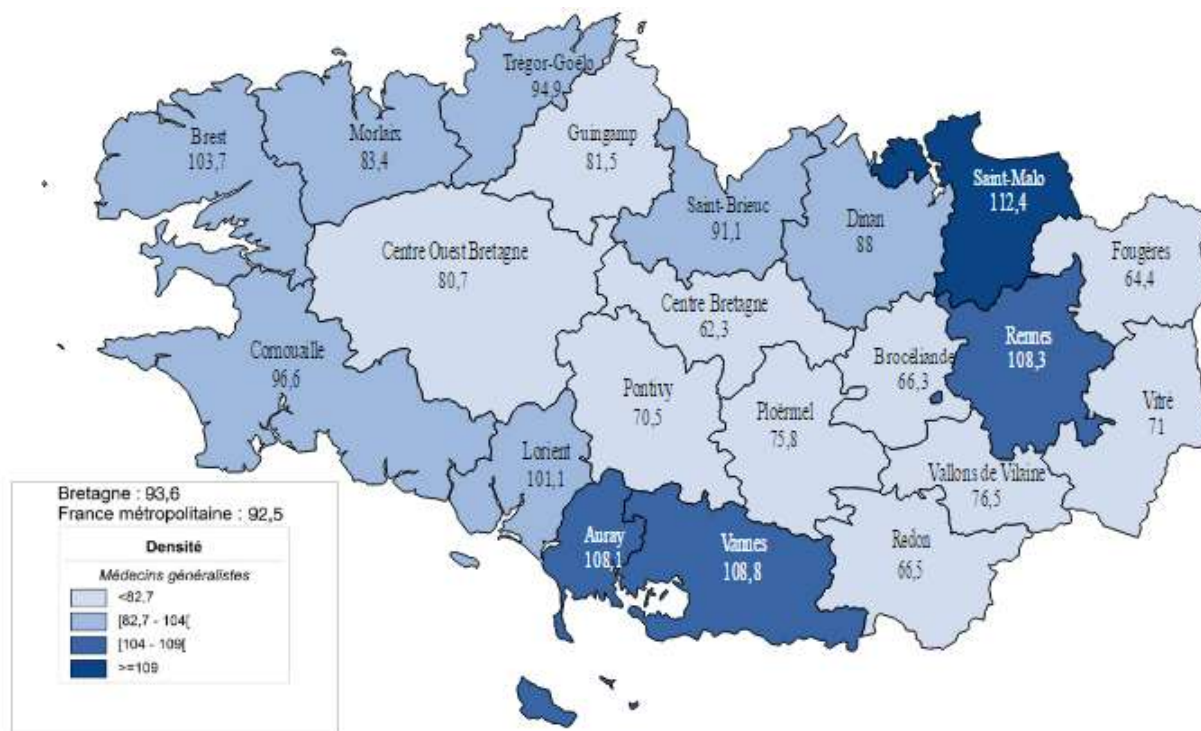 Trégor-Goëlo
94,9
Brest
103,7
Morlaix
83,4
Guingamp
81,5
Saint-Malo
112,4
Saint-Brieuc
91,1
Dinan
88
Centre Ouest Bretagne
80,7
Fougères
64,4
Centre Bretagne
62,3
Cornouaille
96,6
Rennes
108,3
Brocéliande
66,3
Pontivy
70,5
Ploërmel
75,8
Vitré
71
Lorient
101,1
Vallons de Vilaine
76,5
Auray
108,1
Vannes
108,8
Redon
66,5
Bretagne : 93,6
France métropolitaine : 92,5
Densité
Médecins généralistes
<82,7
[82,7 - 104[
[104 - 109[
>=109